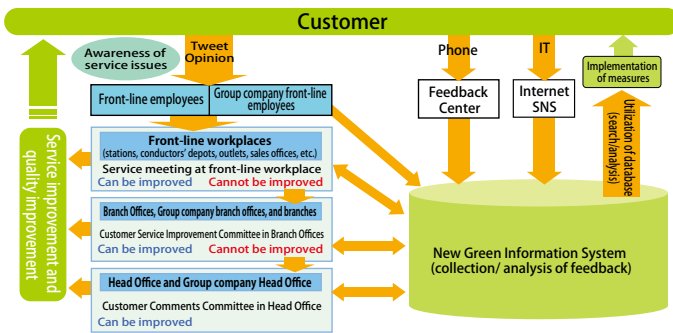 Customer
Awareness of
service issues
Tweet
Opinion
Phone
IT
Implementation
of measures
Front-line employees
Group company front-line
employees
Feedback
Center
Internet
SNS
Utilization of database
(search/analysis)
Front-line workplaces
(stations, conductors' depots, outlets, sales offices, etc.)
Service meeting at front-line workplace
Can be improved Cannot be improved
Service improvement and
quality improvement
Branch Offices, Group company branch offices, and branches
Customer Service Improvement Committee in Branch Offices
Can be improved Cannot be improved
New Green Information System
(collection/ analysis of feedback)
Head Office and Group company Head Office
Customer Comments Committee in Head Office
Can be improved